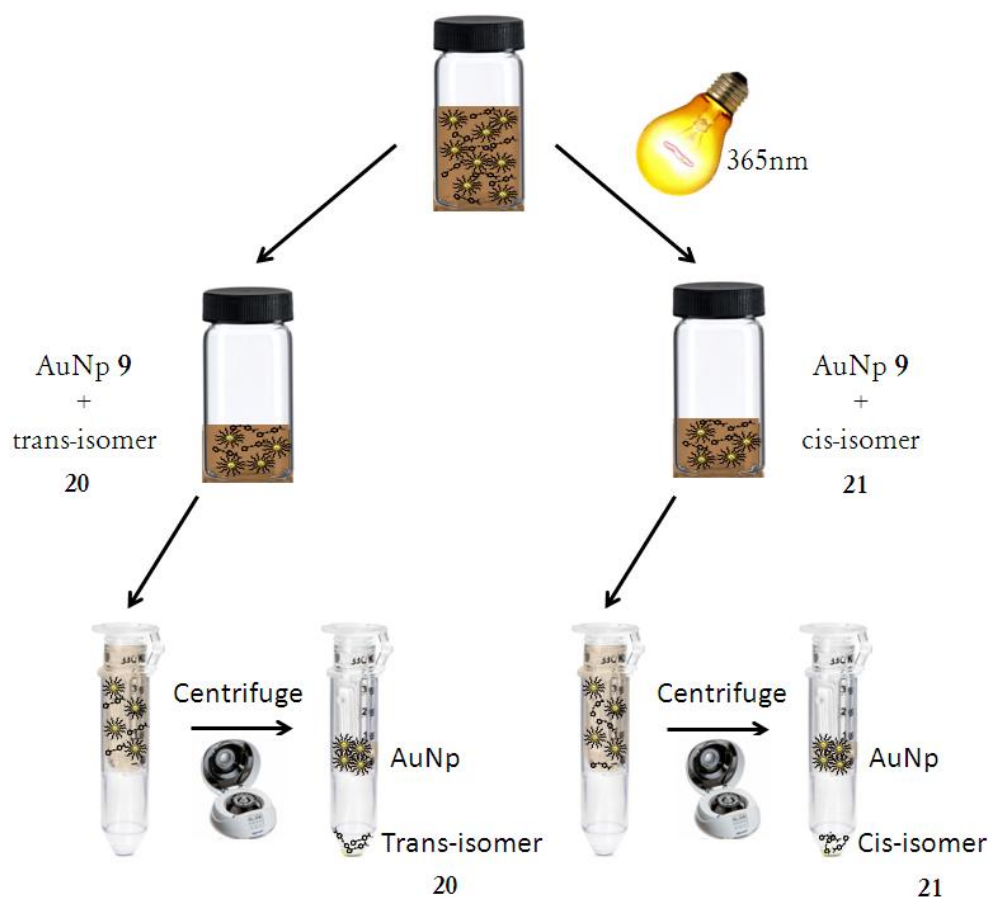 365nm
AuNp 9
+
trans-isomer
20
AuNp 9
+
cis-isomer
21
Centrifuge
AuNp
Trans-isomer
20
Centrifuge
AuNp
Cis-isomer
21